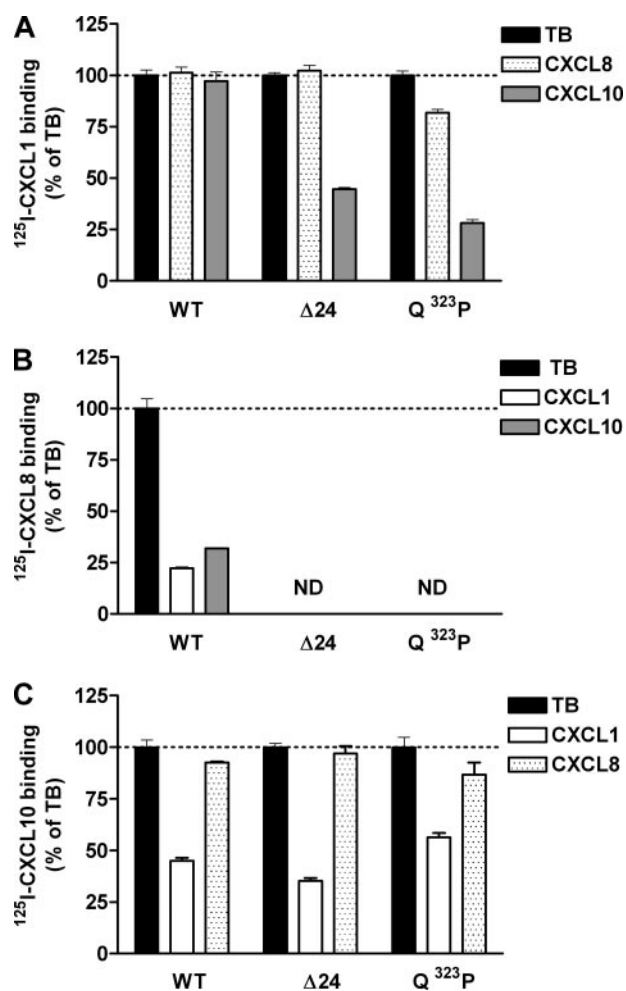 A
125
100
75
50
25
0
¹²⁵I-CXCL1 binding
(% of TB)
WT
Δ24
Q ³²³P
TB
CXCL8
CXCL10
B
125
100
75
50
25
0
¹²⁵I-CXCL8 binding
(% of TB)
ND
ND
WT
Δ24
Q ³²³P
TB
CXCL1
CXCL10
C
125
100
75
50
25
0
¹²⁵I-CXCL10 binding
(% of TB)
WT
Δ24
Q ³²³P
TB
CXCL1
CXCL8